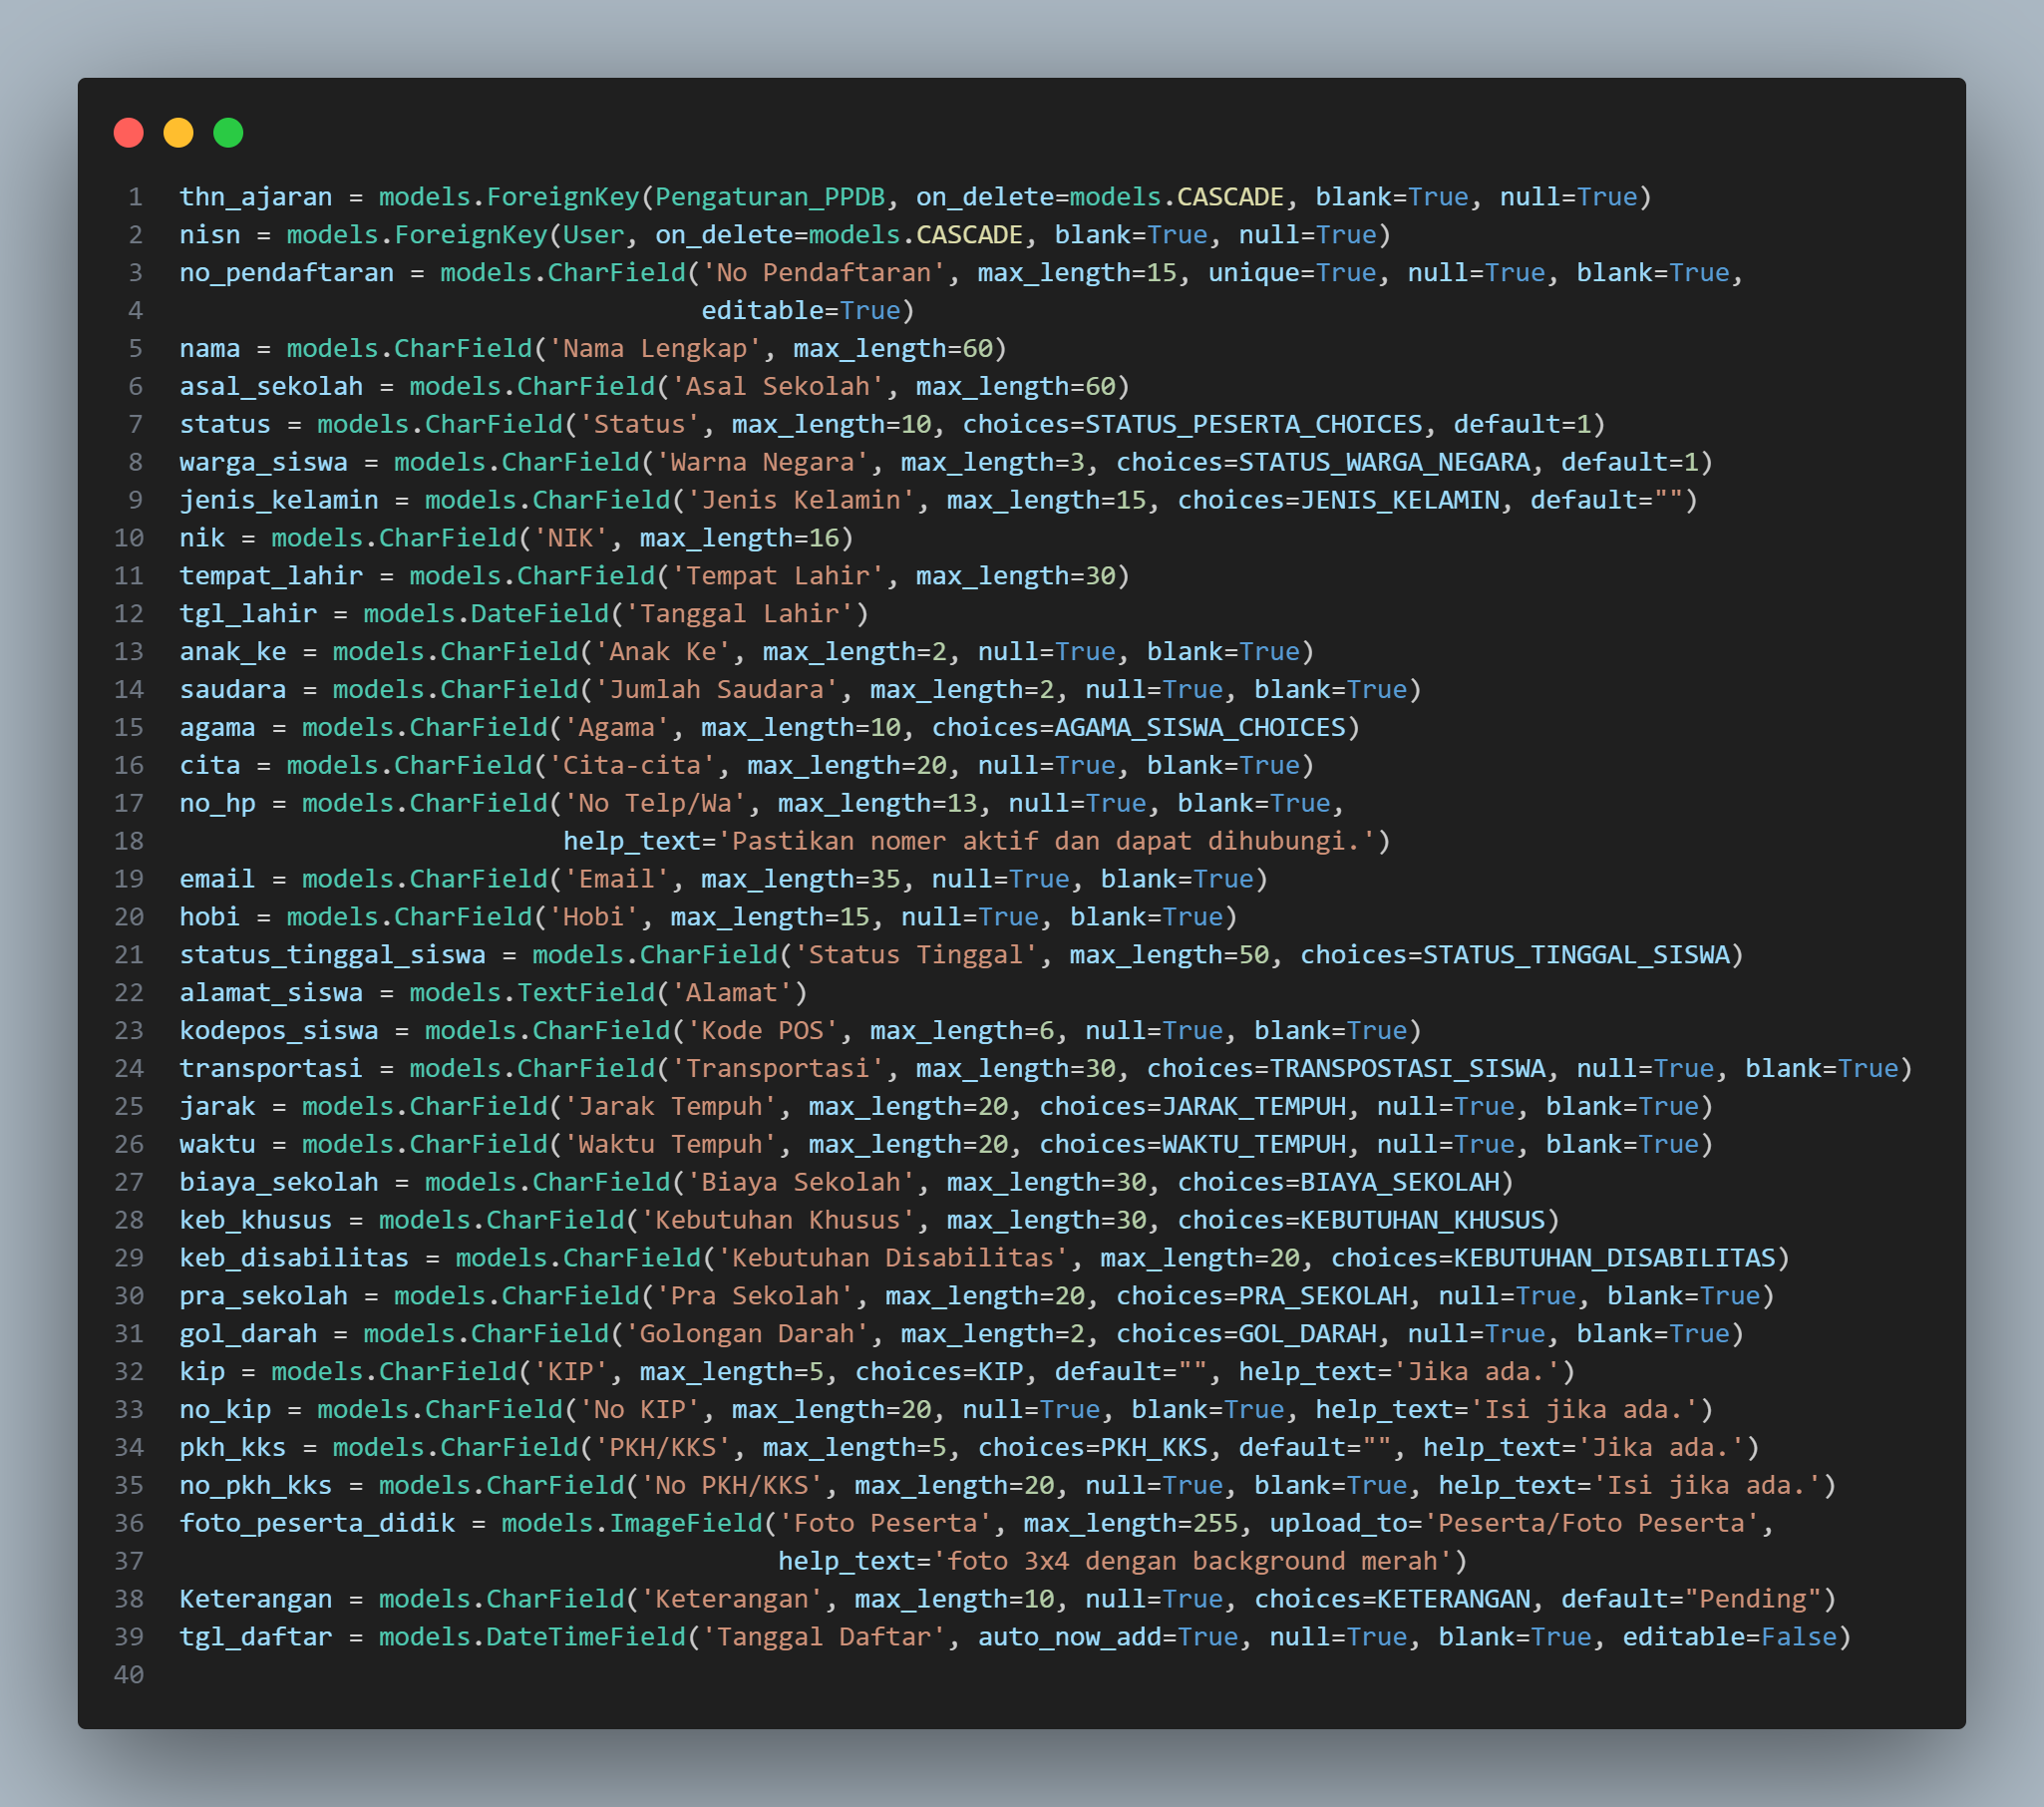 1 thn_ajaran = models.ForeignKey(Pengaturan_PPDB, on_delete=models.CASCADE, blank=True, null=True)
2 nisn = models.ForeignKey(User, on_delete=models.CASCADE, blank=True, null=True)
3 no_pendaftaran = models.CharField('No Pendaftaran', max_length=15, unique=True, null=True, blank=True,
4 editable=True)
5 nama = models.CharField('Nama Lengkap', max_length=60)
6 asal_sekolah = models.CharField('Asal Sekolah', max_length=60)
7 status = models.CharField('Status', max_length=10, choices=STATUS_PESERTA_CHOICES, default=1)
8 warga_siswa = models.CharField('Warna Negara', max_length=3, choices=STATUS_WARGA_NEGARA, default=1)
9 jenis_kelamin = models.CharField('Jenis Kelamin', max_length=15, choices=JENIS_KELAMIN, default="")
10 nik = models.CharField('NIK', max_length=16)
11 tempat_lahir = models.CharField('Tempat Lahir', max_length=30)
12 tgl_lahir = models.DateField('Tanggal Lahir')
13 anak_ke = models.CharField('Anak Ke', max_length=2, null=True, blank=True)
14 saudara = models.CharField('Jumlah Saudara', max_length=2, null=True, blank=True)
15 agama = models.CharField('Agama', max_length=10, choices=AGAMA_SISWA_CHOICES)
16 cita = models.CharField('Cita-cita', max_length=20, null=True, blank=True)
17 no_hp = models.CharField('No Telp/Wa', max_length=13, null=True, blank=True,
18 help_text='Pastikan nomer aktif dan dapat dihubungi.')
19 email = models.CharField('Email', max_length=35, null=True, blank=True)
20 hobi = models.CharField('Hobi', max_length=15, null=True, blank=True)
21 status_tinggal_siswa = models.CharField('Status Tinggal', max_length=50, choices=STATUS_TINGGAL_SISWA)
22 alamat_siswa = models.TextField('Alamat')
23 kodepos_siswa = models.CharField('Kode POS', max_length=6, null=True, blank=True)
24 transportasi = models.CharField('Transportasi', max_length=30, choices=TRANSPOSTASI_SISWA, null=True, blank=True)
25 jarak = models.CharField('Jarak Tempuh', max_length=20, choices=JARAK_TEMPUH, null=True, blank=True)
26 waktu = models.CharField('Waktu Tempuh', max_length=20, choices=WAKTU_TEMPUH, null=True, blank=True)
27 biaya_sekolah = models.CharField('Biaya Sekolah', max_length=30, choices=BIAYA_SEKOLAH)
28 keb_khusus = models.CharField('Kebutuhan Khusus', max_length=30, choices=KEBUTUHAN_KHUSUS)
29 keb_disabilitas = models.CharField('Kebutuhan Disabilitas', max_length=20, choices=KEBUTUHAN_DISABILITAS)
30 pra_sekolah = models.CharField('Pra Sekolah', max_length=20, choices=PRA_SEKOLAH, null=True, blank=True)
31 gol_darah = models.CharField('Golongan Darah', max_length=2, choices=GOL_DARAH, null=True, blank=True)
32 kip = models.CharField('KIP', max_length=5, choices=KIP, default="", help_text='Jika ada.')
33 no_kip = models.CharField('No KIP', max_length=20, null=True, blank=True, help_text='Isi jika ada.')
34 pkh_kks = models.CharField('PKH/KKS', max_length=5, choices=PKH_KKS, default="", help_text='Jika ada.')
35 no_pkh_kks = models.CharField('No PKH/KKS', max_length=20, null=True, blank=True, help_text='Isi jika ada.')
36 foto_peserta_didik = models.ImageField('Foto Peserta', max_length=255, upload_to='Peserta/Foto Peserta',
37 help_text='foto 3x4 dengan background merah')
38 Keterangan = models.CharField('Keterangan', max_length=10, null=True, choices=KETERANGAN, default="Pending")
39 tgl_daftar = models.DateTimeField('Tanggal Daftar', auto_now_add=True, null=True, blank=True, editable=False)
40